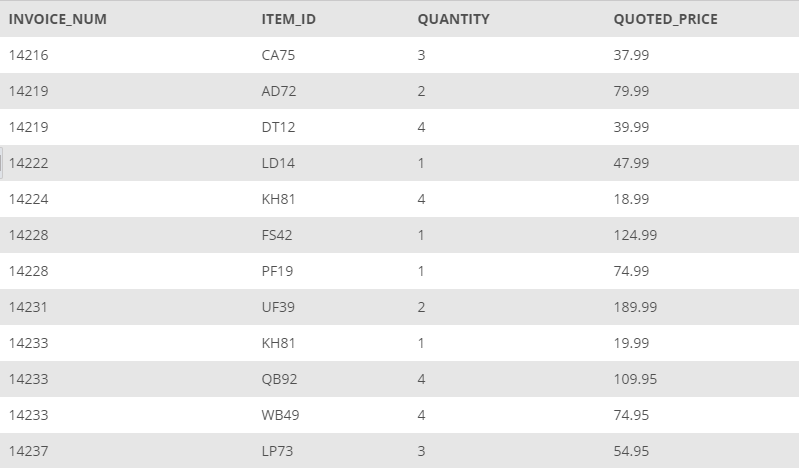 INVOICE_NUM ITEM_ID QUANTITY QUOTED_PRICE
14216 CA75 3 37.99
14219 AD72 2 79.99
14219 DT12 4 39.99
14222 LD14 1 47.99
14224 KH81 4 18.99
14228 FS42 1 124.99
14228 PF19 1 74.99
14231 UF39 2 189.99
14233 KH81 1 19.99
14233 QB92 4 109.95
14233 WB49 4 74.95
14237 LP73 3 54.95